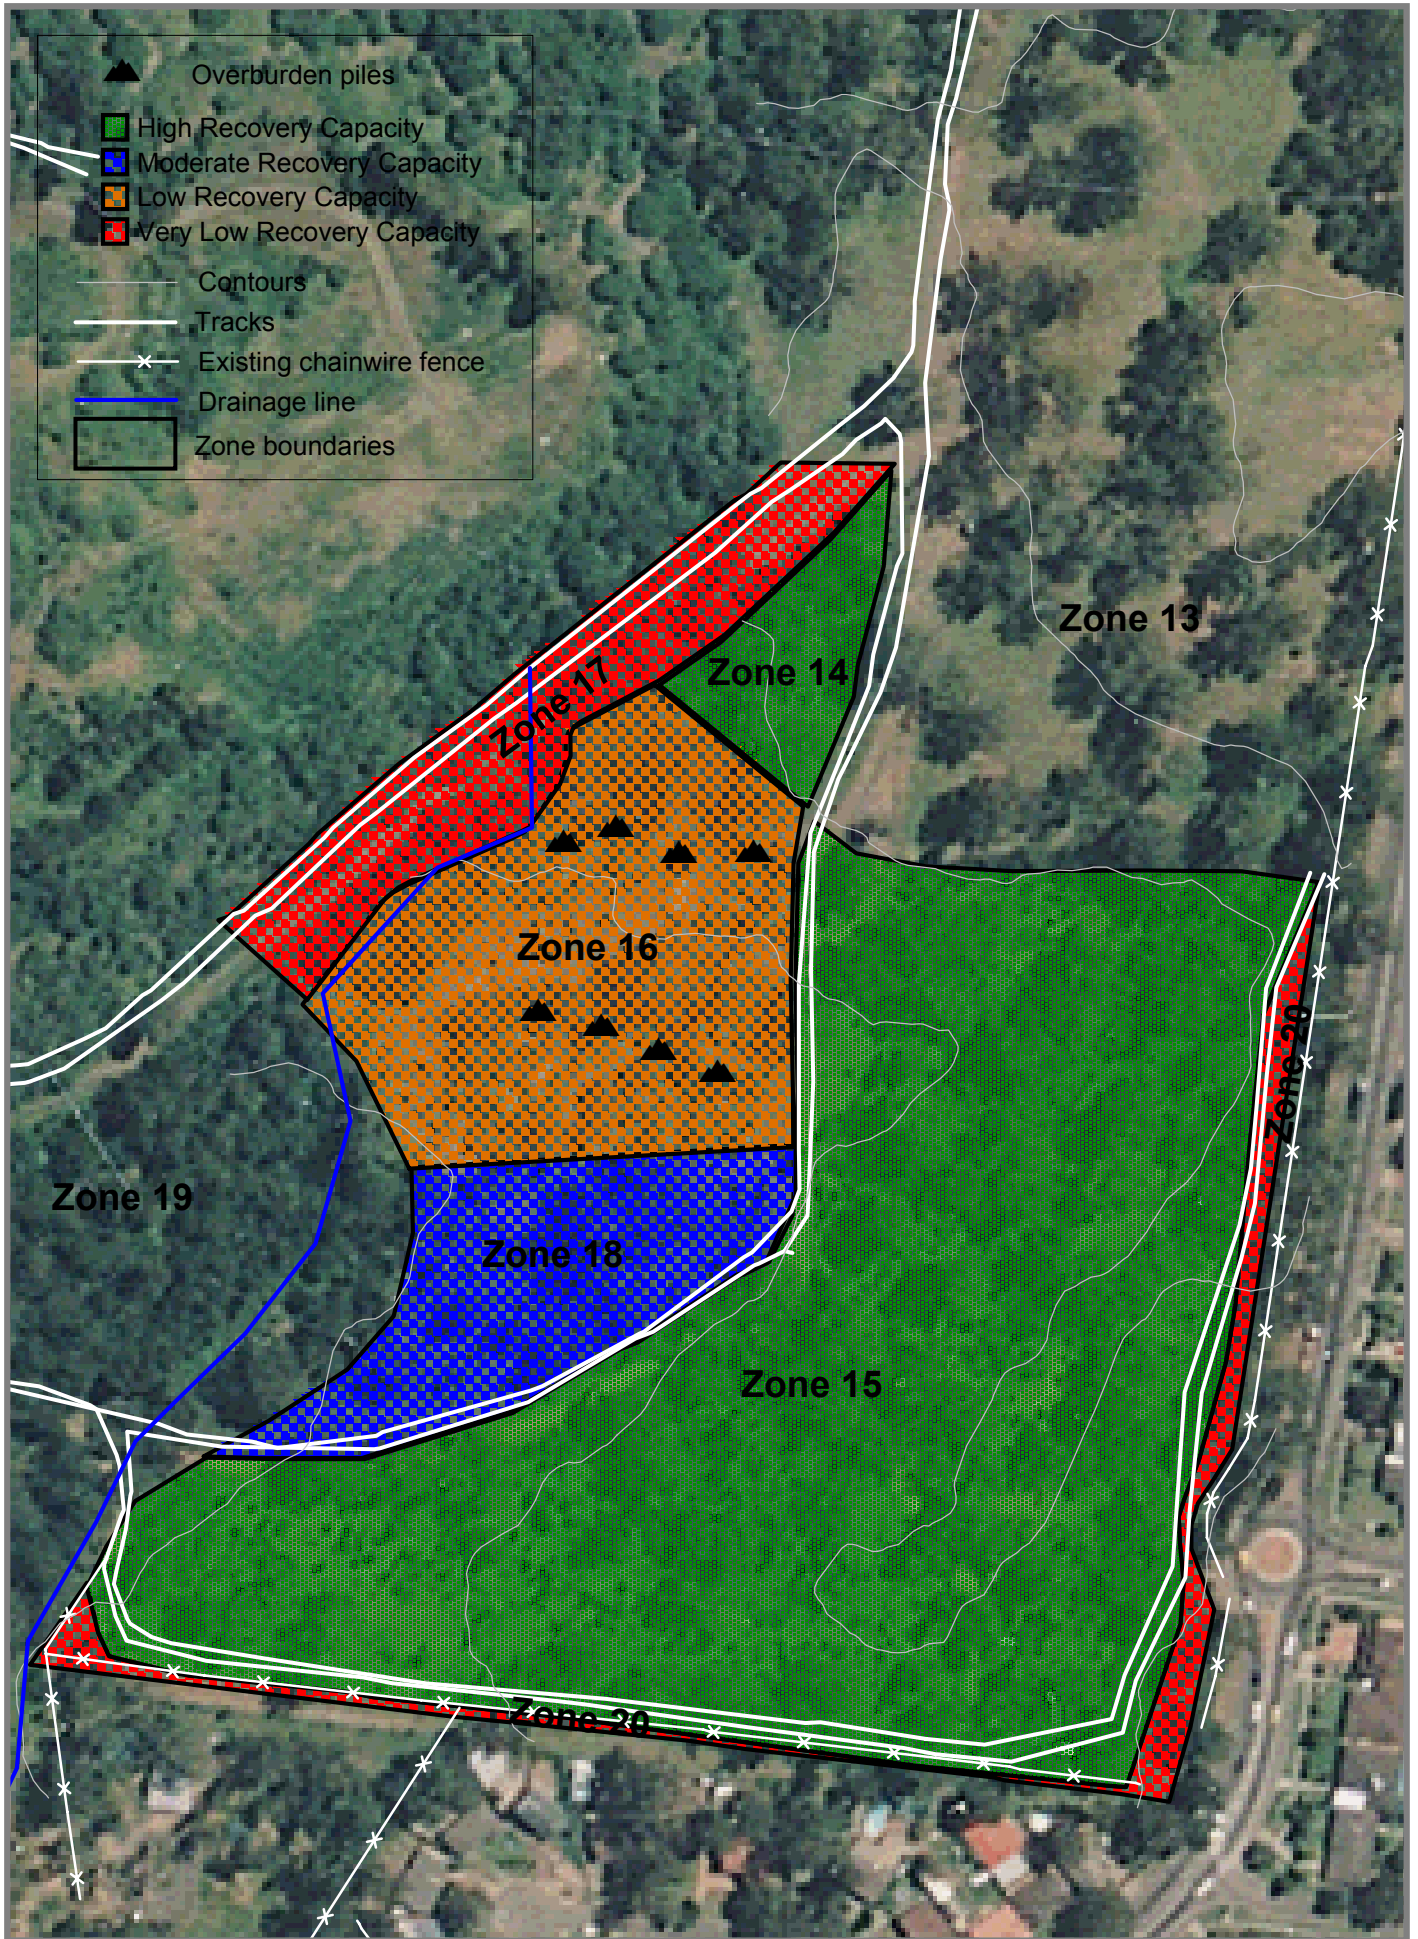 Overburden piles
High Recovery Capacity
Moderate Recovery Capacity
Low Recovery Capacity
Very Low Recovery Capacity
Contours
Tracks
Existing chainwire fence
Drainage line
Zone boundaries
Zone 13
Zone 14
Zone 17
Zone 16
Zone 20
Zone 19
Zone 18
Zone 15
Zone 20